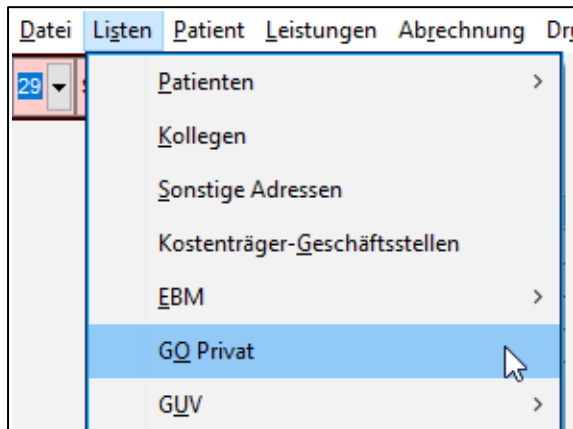 Datei Listen Patient Leistungen Abrechnung
29
Patienten
Kollegen
Sonstige Adressen
Kostenträger-Geschäftsstellen
EBM
GO Privat
GUV